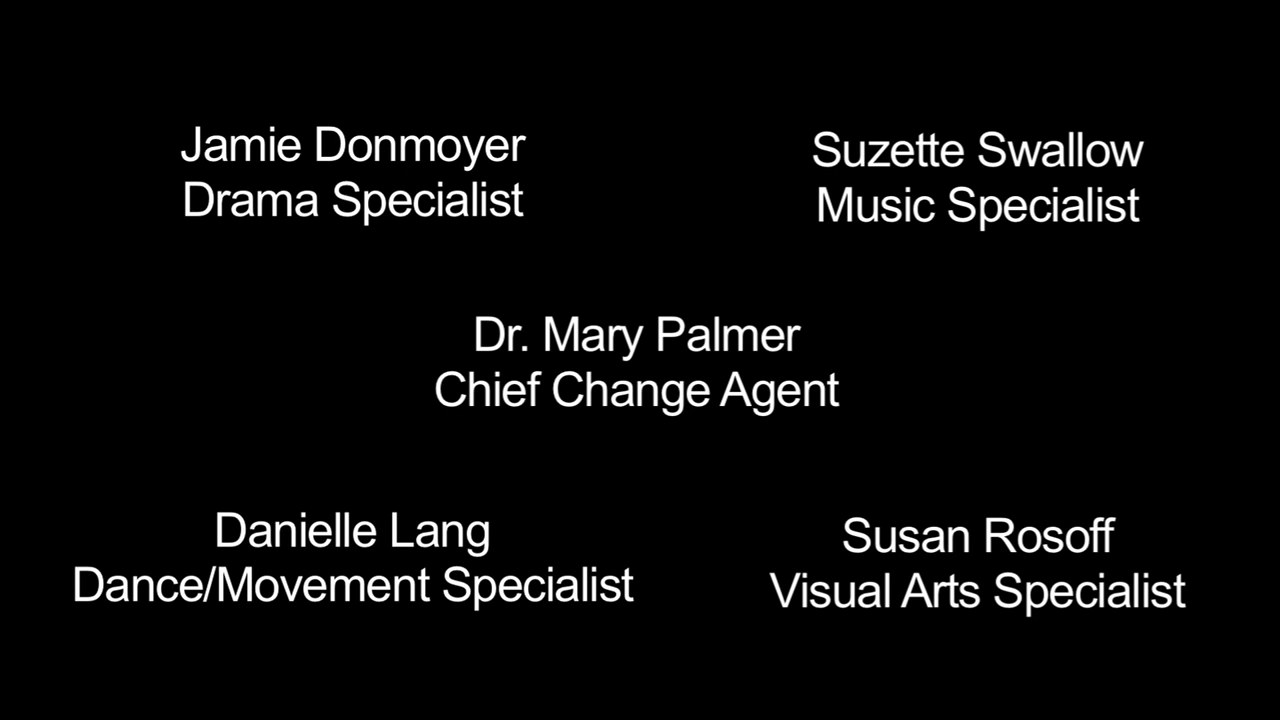 Jamie Donmoyer
Drama Specialist
Suzette Swallow
Music Specialist
Dr. Mary Palmer
Chief Change Agent
Danielle Lang
Dance/Movement Specialist
Susan Rosoff
Visual Arts Specialist